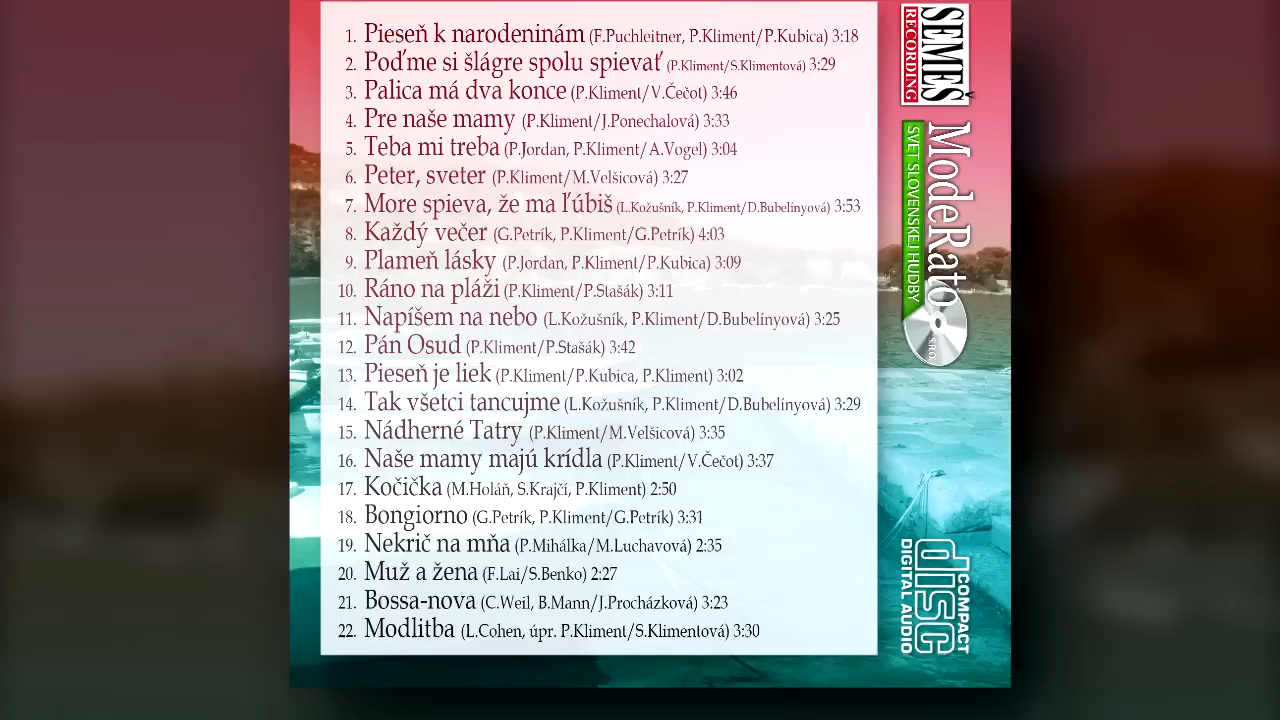 1. Pieseň k narodeninám (F.Puchleitner, P.Kliment/P.Kubica) 3:18
2. Poďme si šlágre spolu spievať (P.Kliment/S.Klimentová) 3:29
3. Palica má dva konce (P.Kliment/V.Čečot) 3:46
4. Pre naše mamy (P.Kliment/J.Ponechalová) 3:33
5. Teba mi treba (P.Jordan, P.Kliment/A.Vogel) 3:04
6. Peter, sveter (P.Kliment/M.Velšicová) 3:27
7. More spieva, že ma ľúbiš (L.Kožušník, P.Kliment/D.Bubelínyová) 3:53
8. Každý večer (G.Petrík, P.Kliment/G.Petrík) 4:03
9. Plameň lásky (P.Jordan, P.Kliment/P.Kubica) 3:09
10. Ráno na pláži (P.Kliment/P.Stašák) 3:11
11. Napíšem na nebo (L.Kožušník, P.Kliment/D.Bubelínyová) 3:25
12. Pán Osud (P.Kliment/P.Stašák) 3:42
13. Pieseň je liek (P.Kliment/P.Kubica, P.Kliment) 3:02
14. Tak všetci tancujme (L.Kožušník, P.Kliment/D.Bubelínyová) 3:29
15. Nádherné Tatry (P.Kliment/M.Velšicová) 3:35
16. Naše mamy majú krídla (P.Kliment/V.Čečot) 3:37
17. Kočička (M.Holáň, S.Krajčí, P.Kliment) 2:50
18. Bongiorno (G.Petrík, P.Kliment/G.Petrík) 3:31
19. Nekrič na mňa (P.Mihálka/M.Luchavová) 2:35
20. Muž a žena (F.Lai/S.Benko) 2:27
21. Bossa-nova (C.Weil, B.Mann/J.Procházková) 3:23
22. Modlitba (L.Cohen, úpr. P.Kliment/S.Klimentová) 3:30
SEMEŠ
RECORDING
ModeRato
s.r.o.
SVET SLOVENSKEJ HUDBY
COMPACT
disc
DIGITAL AUDIO